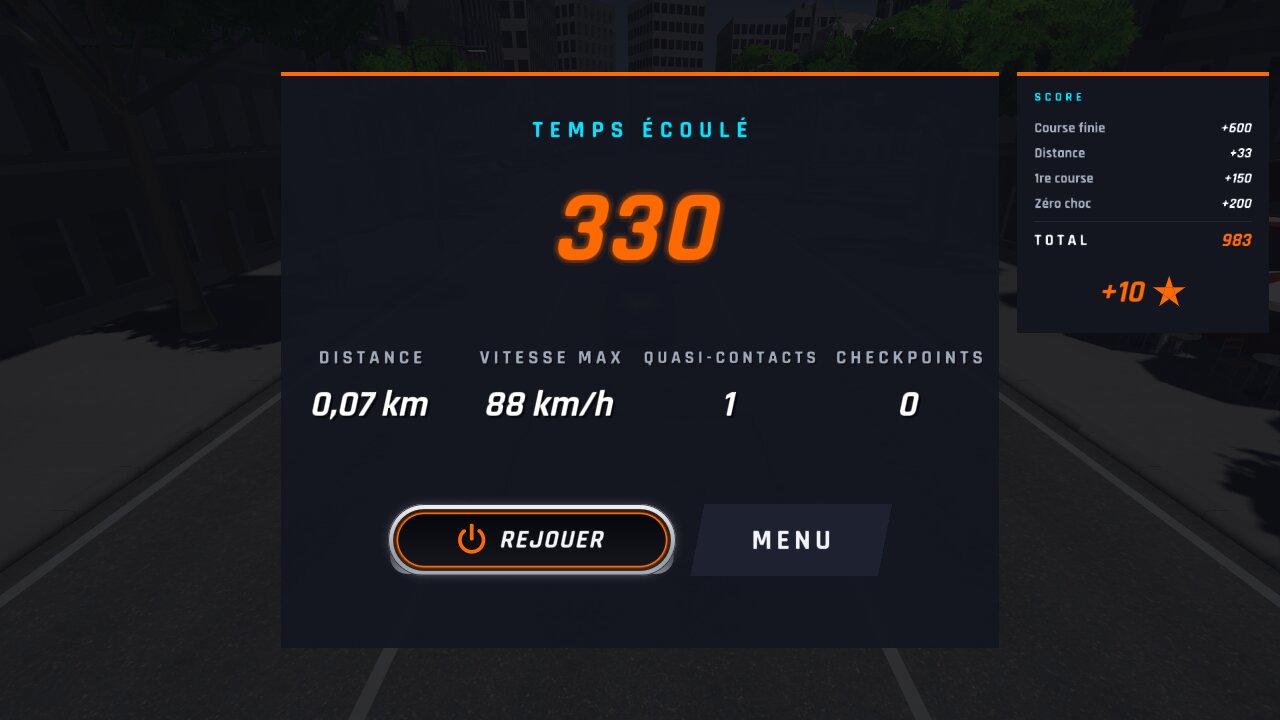 TEMPS ÉCOULÉ
330
DISTANCE VITESSE MAX QUASI-CONTACTS CHECKPOINTS
0,07 km 88 km/h 1 0
REJOUER MENU
SCORE
Course finie +600
Distance +33
1re course +150
Zéro choc +200
TOTAL 983
+10